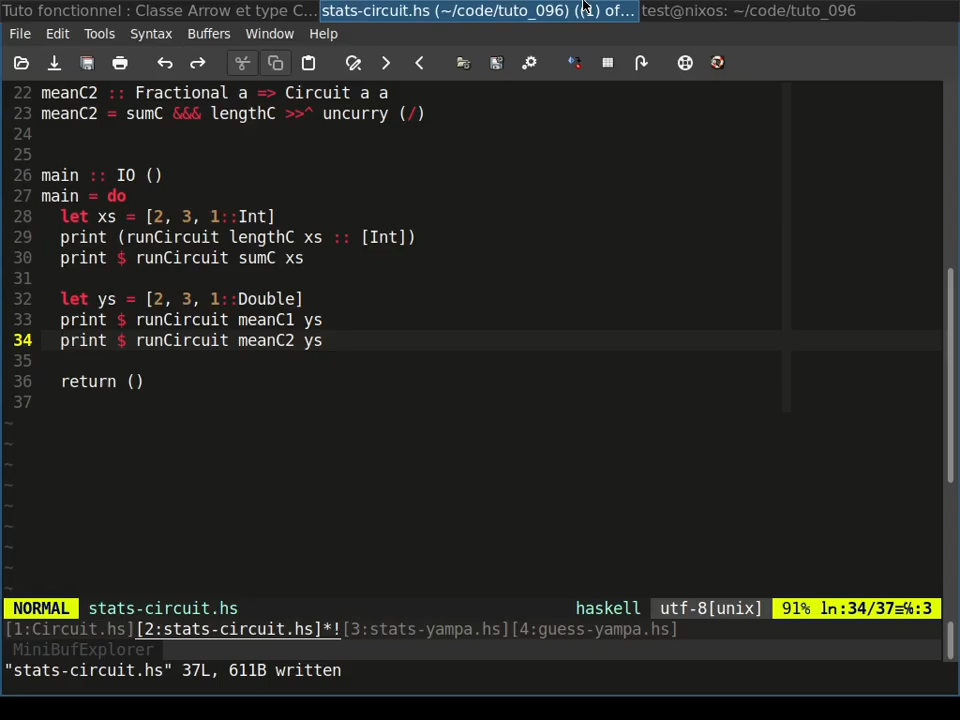 Tuto fonctionnel : Classe Arrow et type C... stats-circuit.hs (~/code/tuto_096) ((1) of... test@nixos: ~/code/tuto_096
File Edit Tools Syntax Buffers Window Help
22 meanC2 :: Fractional a => Circuit a a
23 meanC2 = sumC &&& lengthC >>^ uncurry (/)
24
25
26 main :: IO ()
27 main = do
28   let xs = [2, 3, 1::Int]
29   print (runCircuit lengthC xs :: [Int])
30   print $ runCircuit sumC xs
31
32   let ys = [2, 3, 1::Double]
33   print $ runCircuit meanC1 ys
34   print $ runCircuit meanC2 ys
35
36   return ()
37
~
~
~
~
~
~
~
~
~
NORMAL stats-circuit.hs haskell utf-8[unix] 91% ln:34/37≡℅:3
[1:Circuit.hs][2:stats-circuit.hs]*![3:stats-yampa.hs][4:guess-yampa.hs]
MiniBufExplorer
"stats-circuit.hs" 37L, 611B written